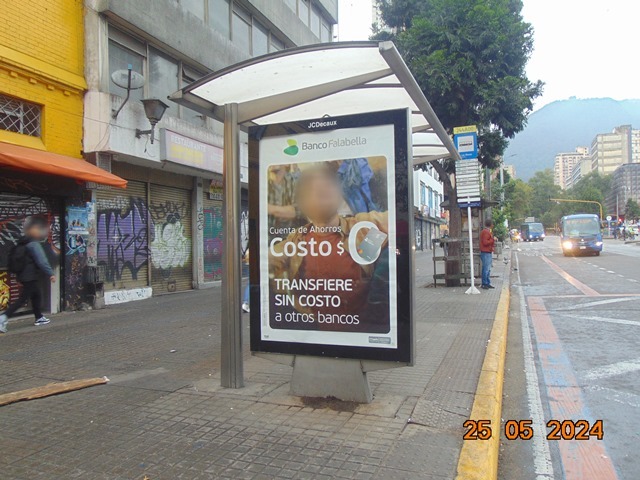 JCDecaux
Banco Falabella
Cuenta de Ahorros
Costo $0
TRANSFIERE
SIN COSTO
a otros bancos
25 05 2024